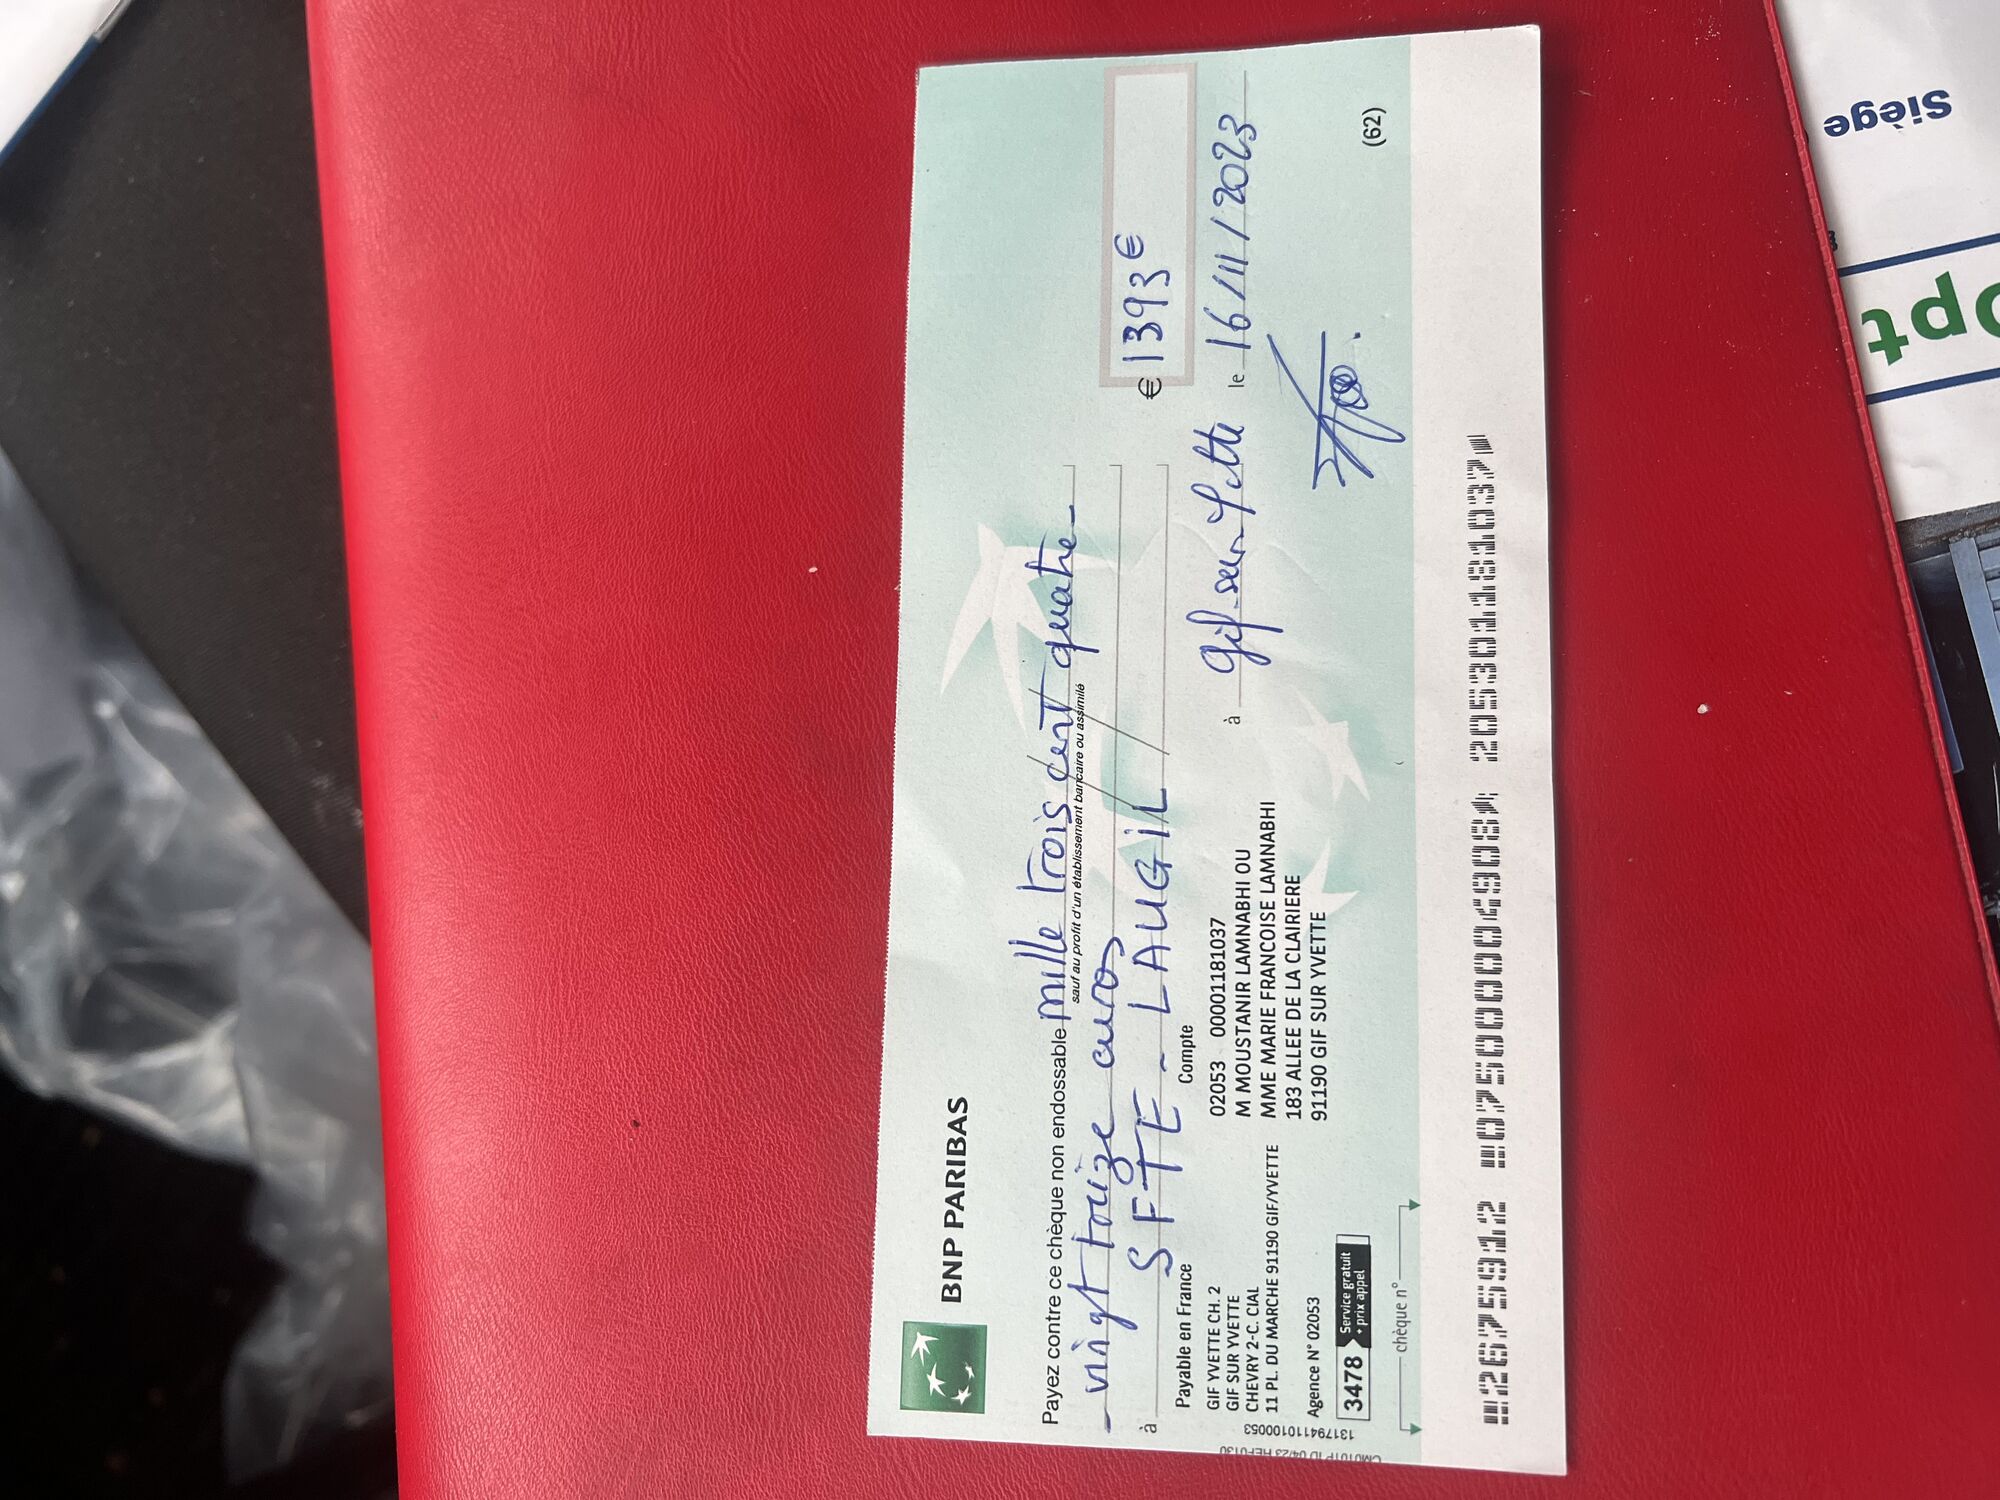 BNP PARIBAS
Payez contre ce chèque non endossable mille trois cent quatre-
sauf au profit d'un établissement bancaire ou assimilé
- vingt treize euros
à SFTE - LAUGIL
€ 1393 €
Payable en France
Compte
GIF YVETTE CH. 2
GIF SUR YVETTE
CHEVRY 2-C. CIAL
11 PL. DU MARCHE 91190 GIF/YVETTE
Agence N° 02053
3478 Service gratuit
+ prix appel
02053 00001181037
M MOUSTANIR LAMNABHI OU
MME MARIE FRANCOISE LAMNABHI
183 ALLEE DE LA CLAIRIERE
91190 GIF SUR YVETTE
à Gif sur Yvette le 16/11/2023
(62)
chèque n°
131794110100053
Siège
Opt